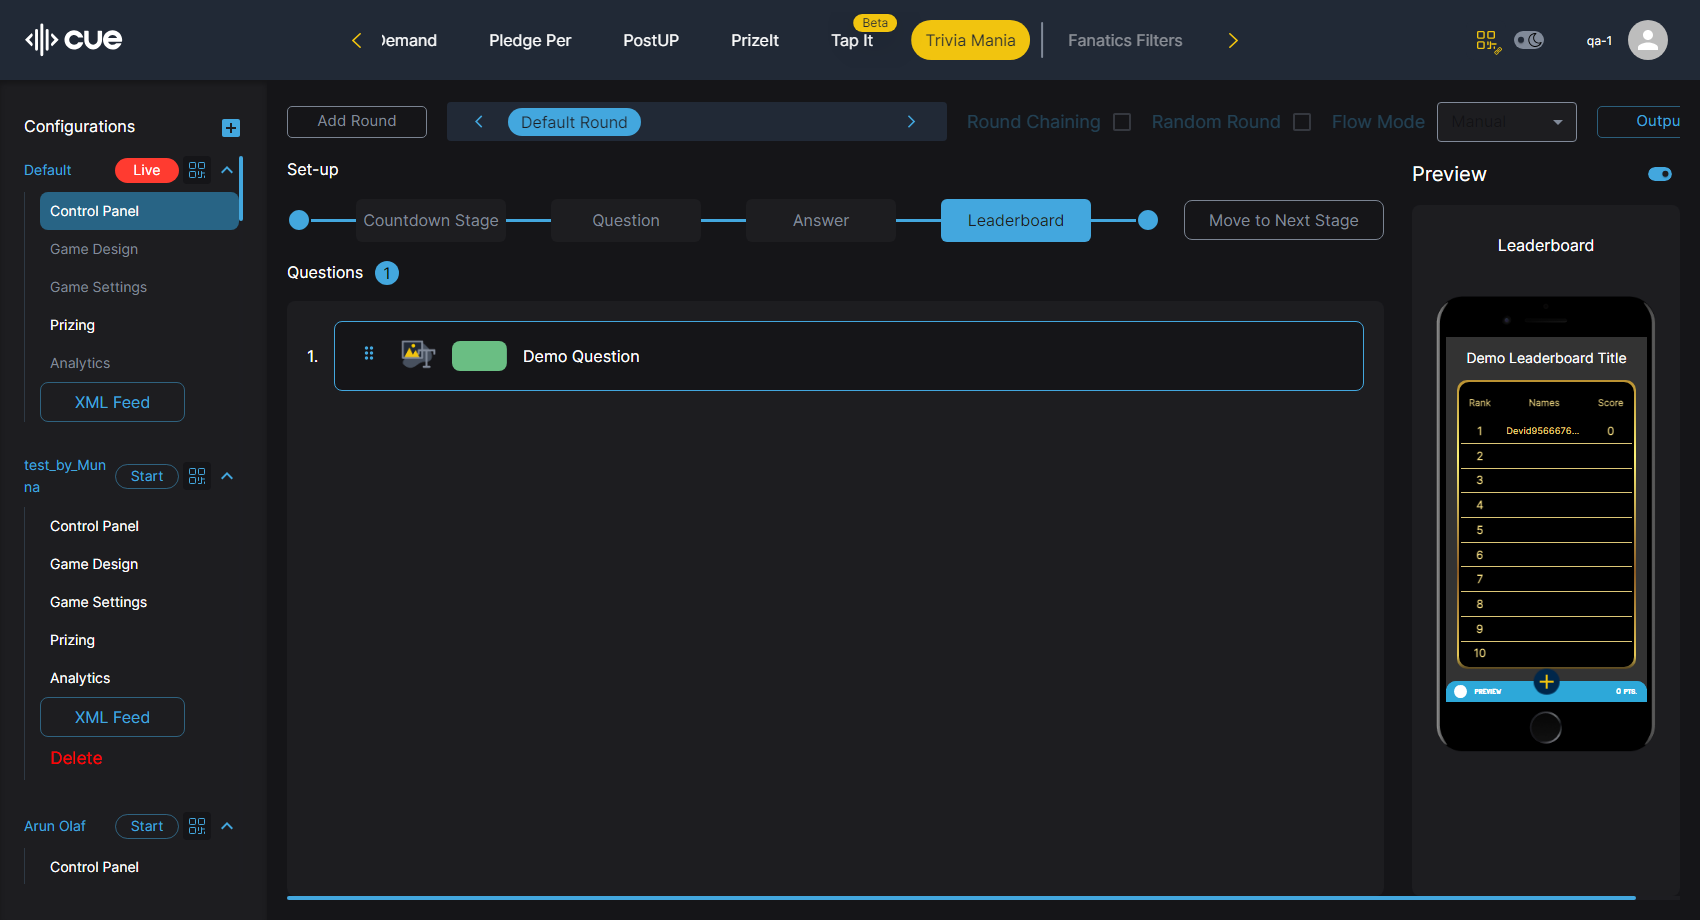 cue
Demand
Pledge Per
PostUP
PrizeIt
Tap It
Beta
Trivia Mania
Fanatics Filters
qa-1
Configurations
Default
Live
Control Panel
Game Design
Game Settings
Prizing
Analytics
XML Feed
test_by_Mun
na
Start
Control Panel
Game Design
Game Settings
Prizing
Analytics
XML Feed
Delete
Arun Olaf
Start
Control Panel
Add Round
Default Round
Round Chaining
Random Round
Flow Mode
Manual
Outpu
Set-up
Countdown Stage
Question
Answer
Leaderboard
Move to Next Stage
Questions 1
1.
Demo Question
Preview
Leaderboard
Demo Leaderboard Title
Rank Names Score
1 Devid9566676... 0
2
3
4
5
6
7
8
9
10
PREVIEW
0 PTS.